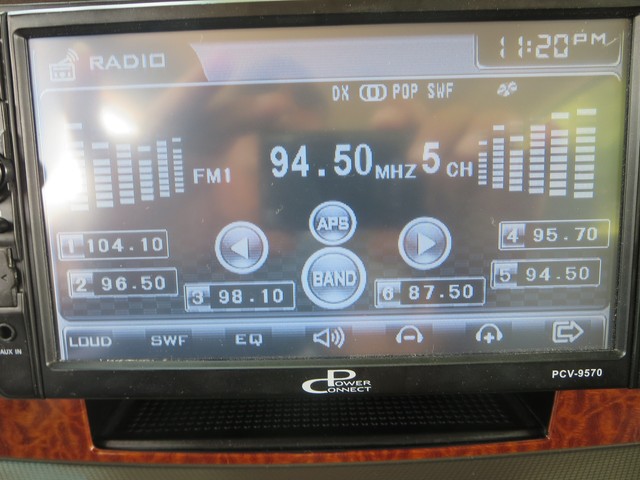 RADIO
11:20PM
DX POP SWF
FM1
94.50MHZ 5 CH
APS
1 104.10
4 95.70
2 96.50
BAND
5 94.50
3 98.10
6 87.50
LOUD SWF EQ
AUX IN
POWER CONNECT
PCV-9570